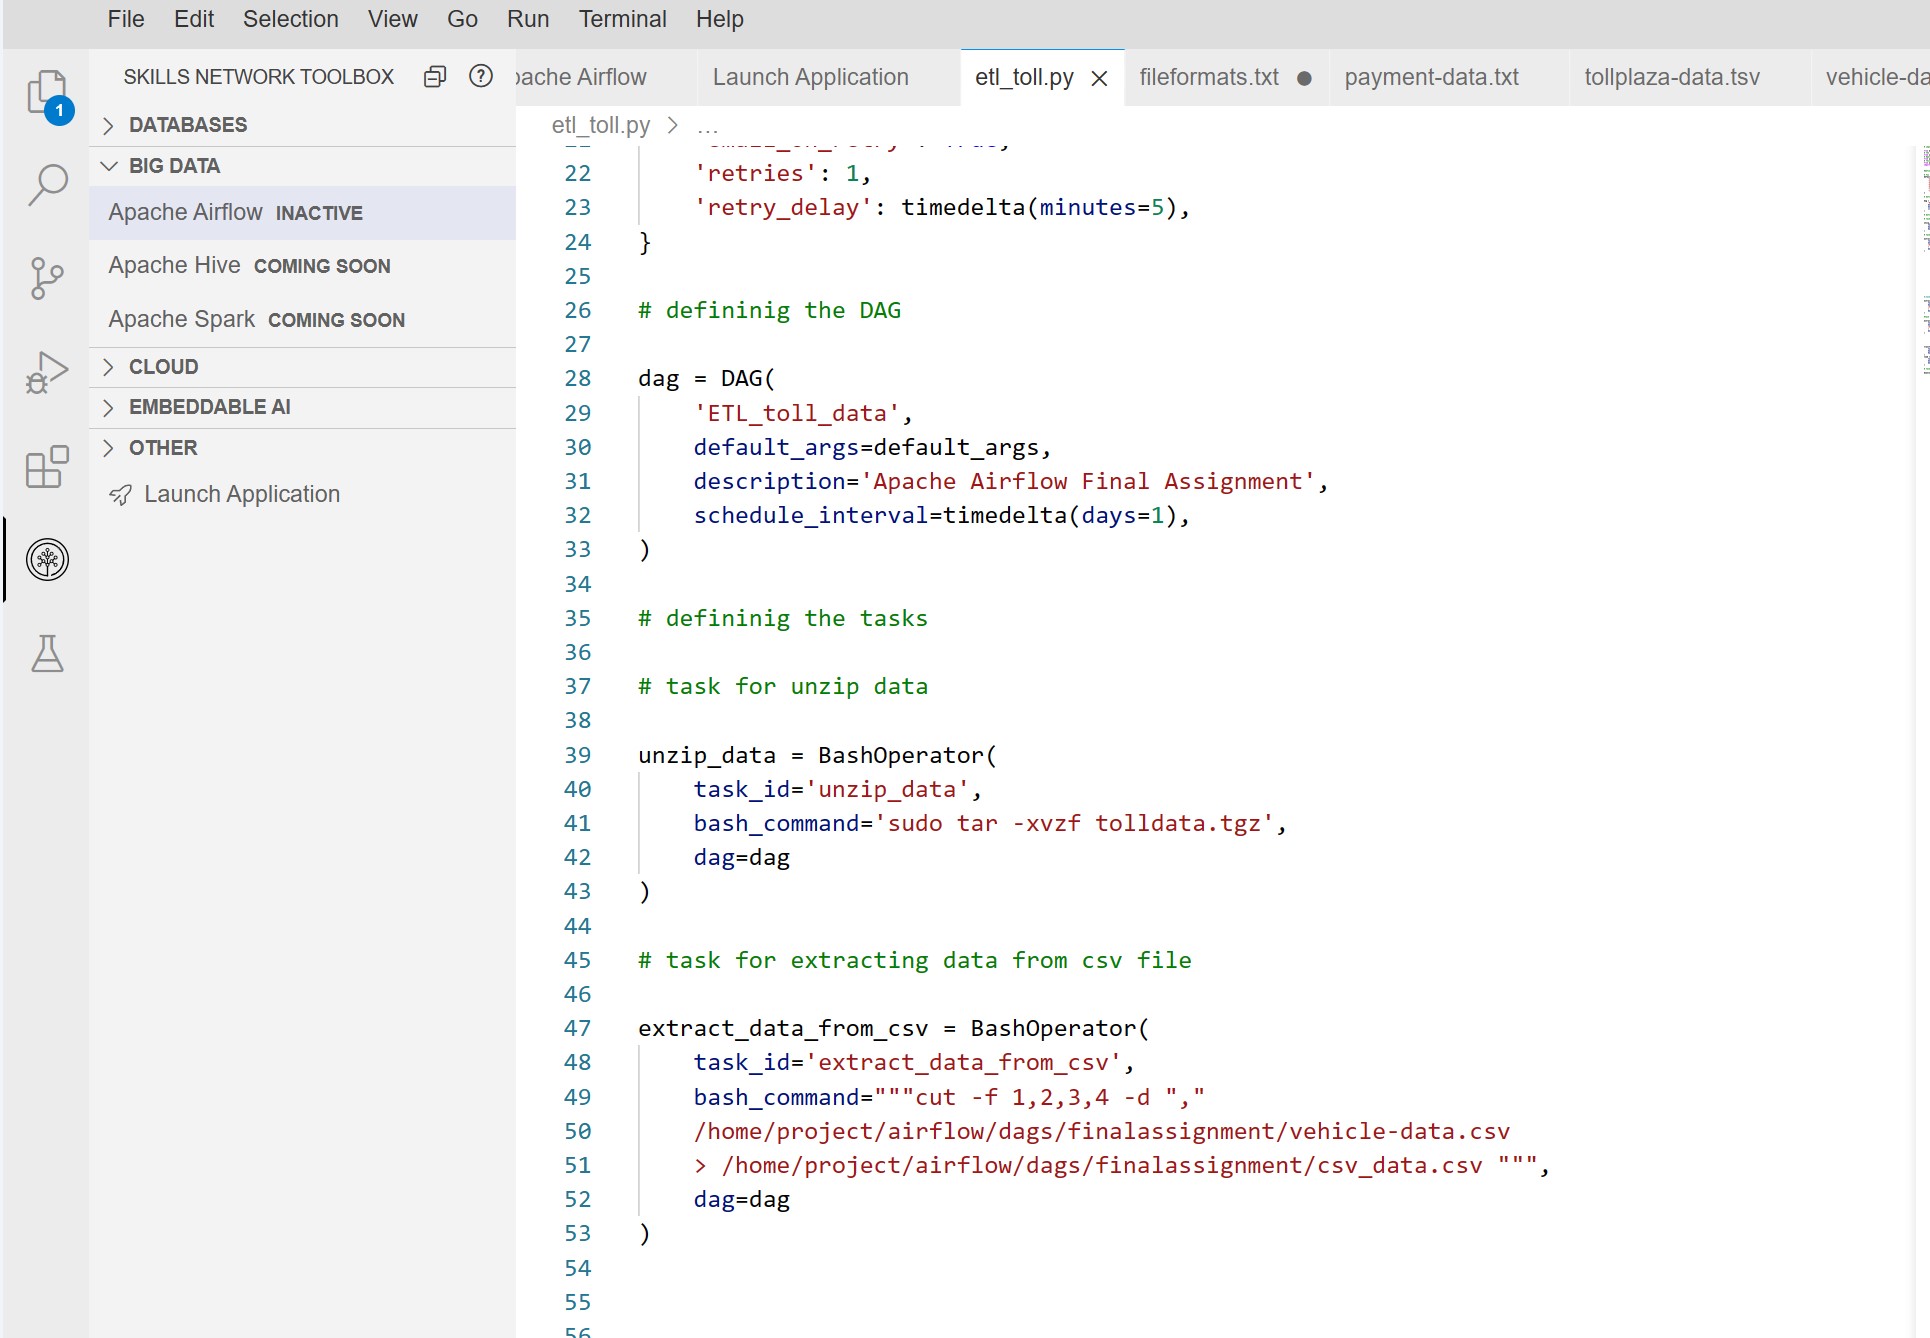 File Edit Selection View Go Run Terminal Help
SKILLS NETWORK TOOLBOX
1
DATABASES
BIG DATA
Apache Airflow INACTIVE
Apache Hive COMING SOON
Apache Spark COMING SOON
CLOUD
EMBEDDABLE AI
OTHER
Launch Application
Airflow Launch Application etl_toll.py fileformats.txt payment-data.txt tollplaza-data.tsv
etl_toll.py > ...
22 'retries': 1,
23 'retry_delay': timedelta(minutes=5),
24 }
25
26 # defininig the DAG
27
28 dag = DAG(
29 'ETL_toll_data',
30 default_args=default_args,
31 description='Apache Airflow Final Assignment',
32 schedule_interval=timedelta(days=1),
33 )
34
35 # defininig the tasks
36
37 # task for unzip data
38
39 unzip_data = BashOperator(
40 task_id='unzip_data',
41 bash_command='sudo tar -xvzf tolldata.tgz',
42 dag=dag
43 )
44
45 # task for extracting data from csv file
46
47 extract_data_from_csv = BashOperator(
48 task_id='extract_data_from_csv',
49 bash_command="""cut -f 1,2,3,4 -d ","
50 /home/project/airflow/dags/finalassignment/vehicle-data.csv
51 > /home/project/airflow/dags/finalassignment/csv_data.csv """,
52 dag=dag
53 )
54
55
56